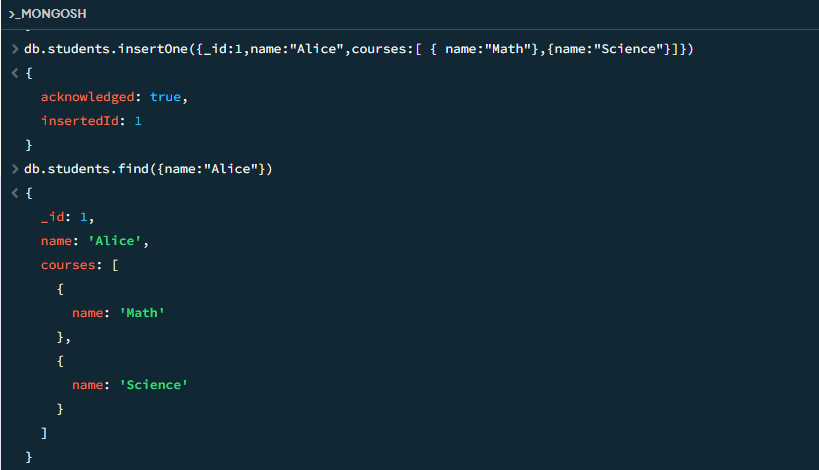 >_MONGOSH
> db.students.insertOne({_id:1,name:"Alice",courses:[ { name:"Math"},{name:"Science"}]})
< {
acknowledged: true,
insertedId: 1
}
> db.students.find({name:"Alice"})
< {
_id: 1,
name: 'Alice',
courses: [
{
name: 'Math'
},
{
name: 'Science'
}
]
}